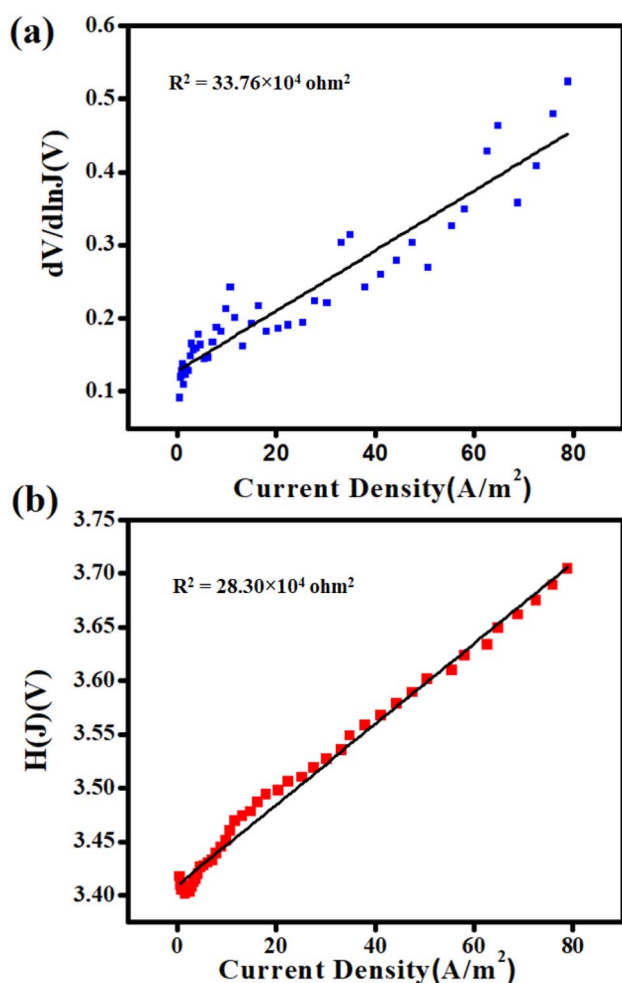 (a)
R² = 33.76×10⁴ ohm²
dV/dlnJ(V)
0.6
0.5
0.4
0.3
0.2
0.1
0 20 40 60 80
Current Density(A/m²)
(b)
R² = 28.30×10⁴ ohm²
H(J)(V)
3.75
3.70
3.65
3.60
3.55
3.50
3.45
3.40
0 20 40 60 80
Current Density(A/m²)